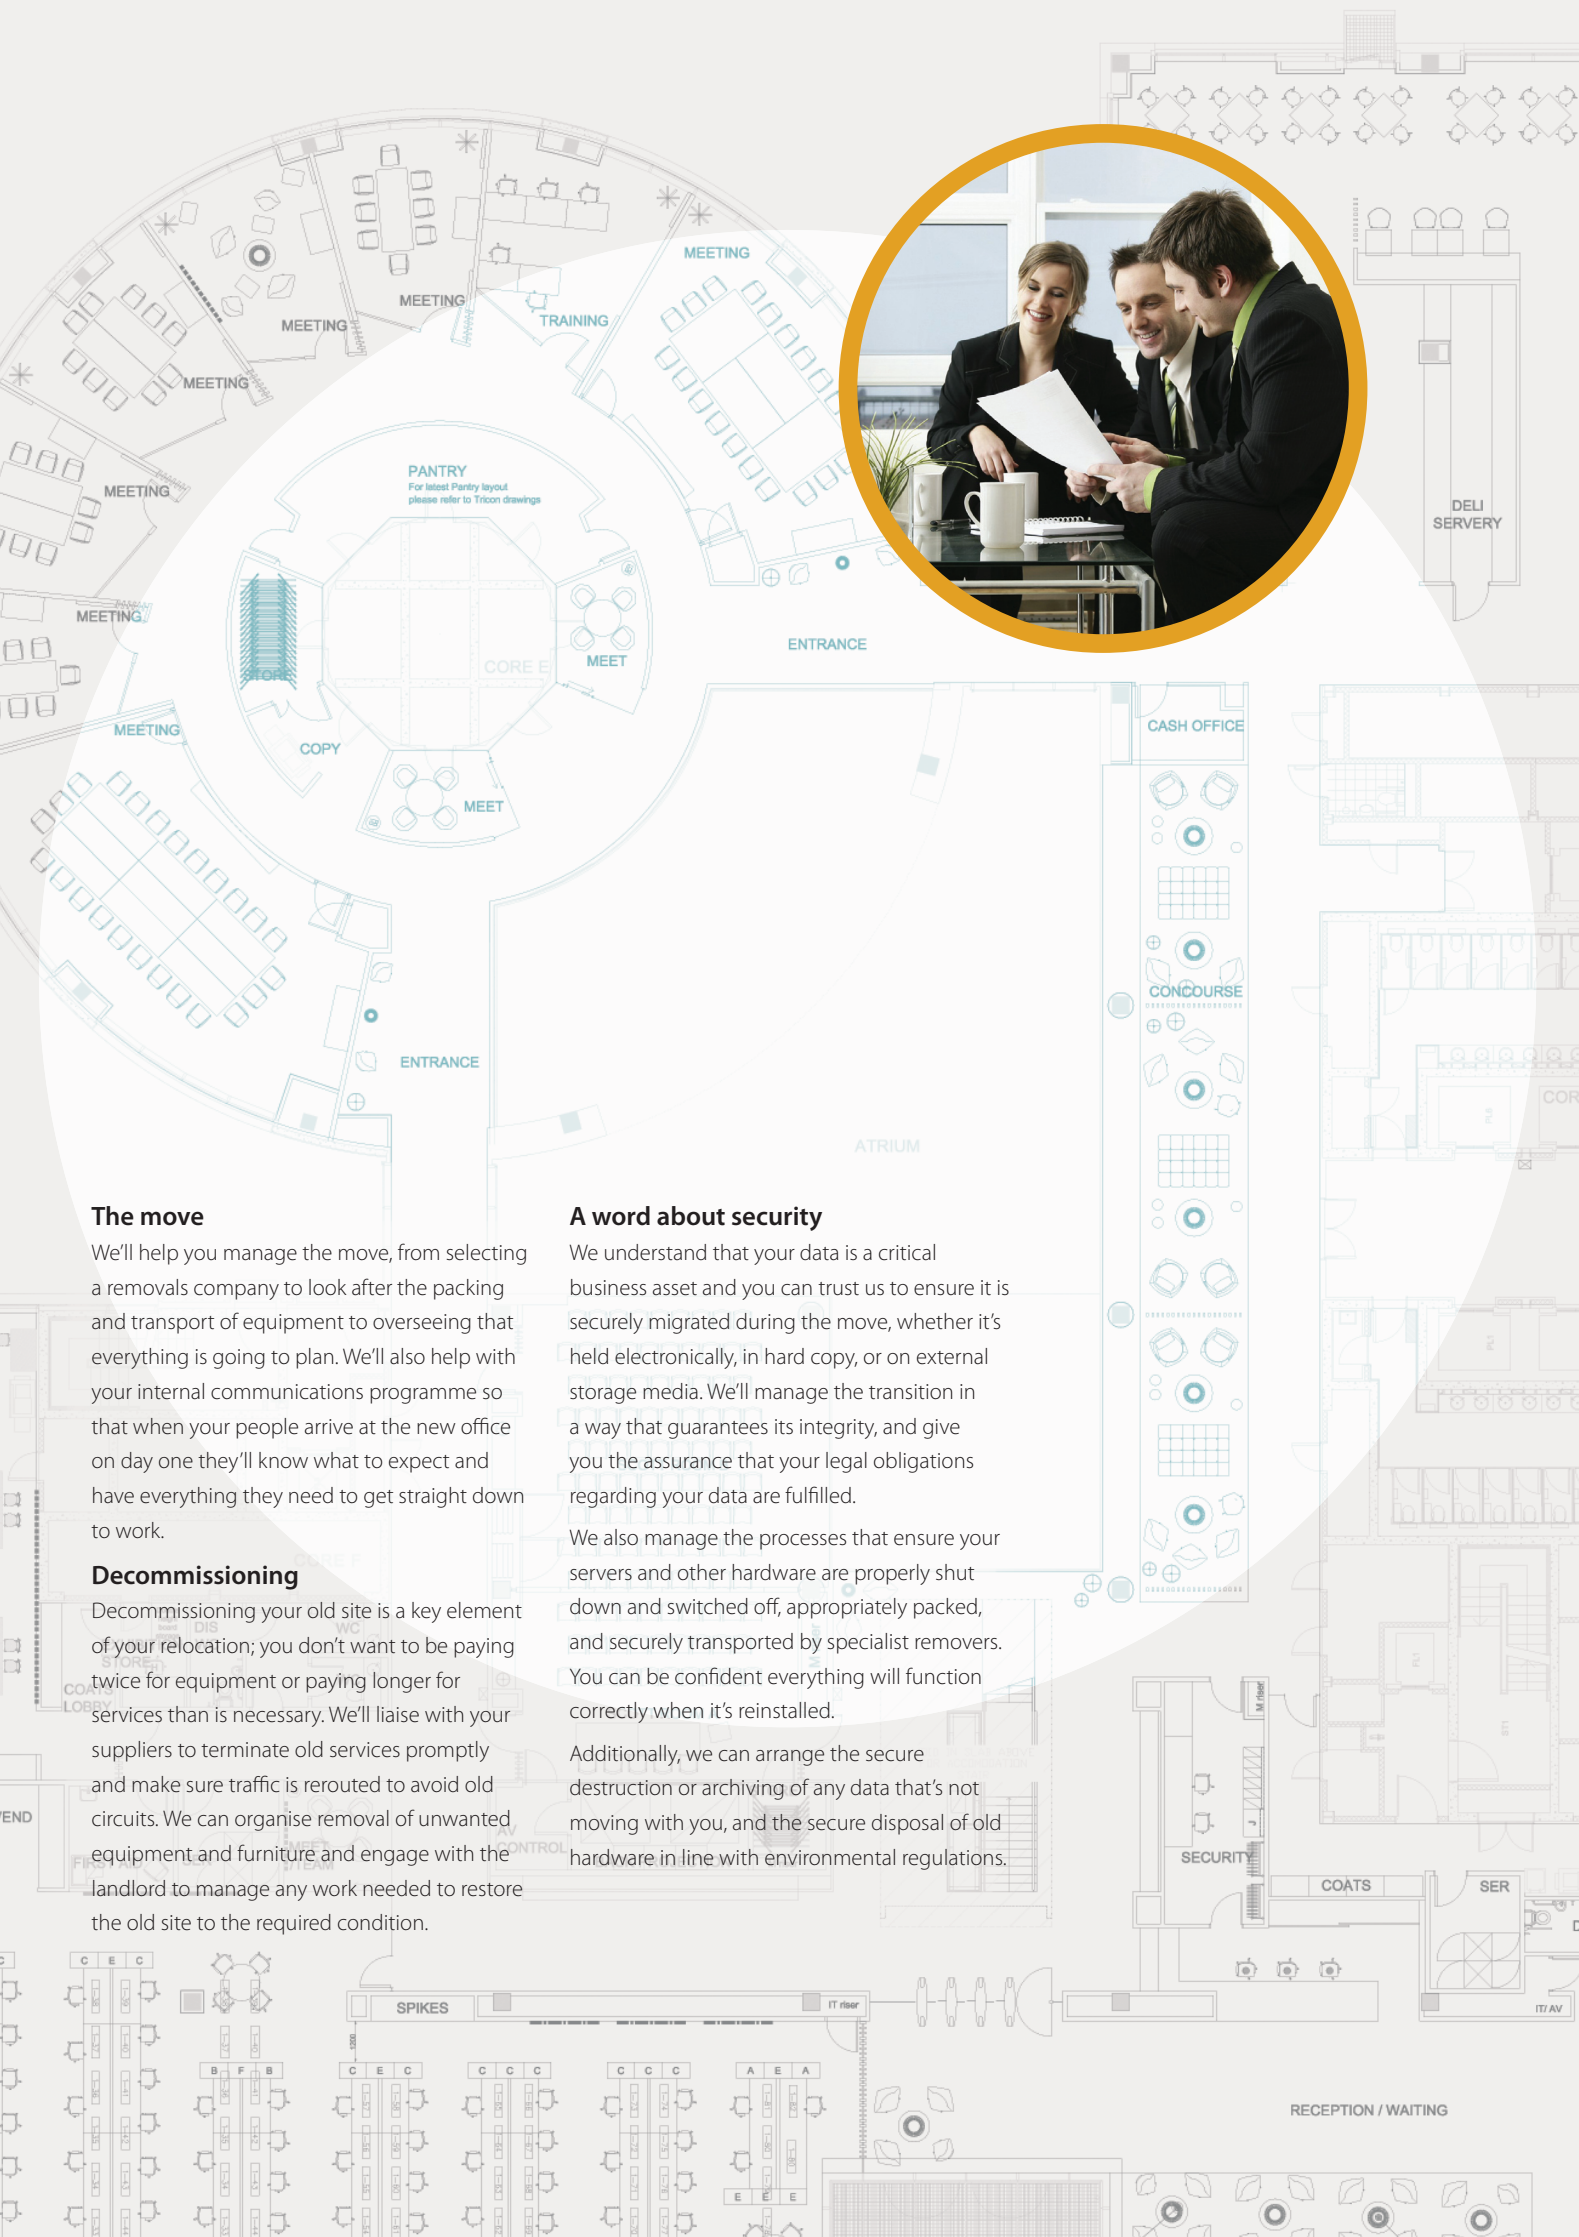 MEETING
MEETING
TRAINING
MEETING
MEETING
PANTRY
For latest Pantry layout
please refer to Tricon drawings
MEETING
DELI
SERVERY
MEETING
ENTRANCE
CORE E
MEET
STORE
MEETING
COPY
CASH OFFICE
MEET
CONCOURSE
ENTRANCE
COR
ATRIUM
The move
We’ll help you manage the move, from selecting
a removals company to look after the packing
and transport of equipment to overseeing that
everything is going to plan. We’ll also help with
your internal communications programme so
that when your people arrive at the new office
on day one they’ll know what to expect and
have everything they need to get straight down
to work.
Decommissioning
Decommissioning your old site is a key element
of your relocation; you don’t want to be paying
twice for equipment or paying longer for
services than is necessary. We’ll liaise with your
suppliers to terminate old services promptly
and make sure traffic is rerouted to avoid old
circuits. We can organise removal of unwanted
equipment and furniture and engage with the
landlord to manage any work needed to restore
the old site to the required condition.
A word about security
We understand that your data is a critical
business asset and you can trust us to ensure it is
securely migrated during the move, whether it’s
held electronically, in hard copy, or on external
storage media. We’ll manage the transition in
a way that guarantees its integrity, and give
you the assurance that your legal obligations
regarding your data are fulfilled.
We also manage the processes that ensure your
servers and other hardware are properly shut
down and switched off, appropriately packed,
and securely transported by specialist removers.
You can be confident everything will function
correctly when it’s reinstalled.
Additionally, we can arrange the secure
destruction or archiving of any data that’s not
moving with you, and the secure disposal of old
hardware in line with environmental regulations.
CORE F
DIS
WC
STORE
COATS
LOBBY
M riser
AV
CONTROL
FIRST AID
SER
MEET
TEAM
SECURITY
COATS
SER
SPIKES
IT riser
IT/ AV
C E C
B F B
C E C
C C C
C C C
A E A
E E E
RECEPTION / WAITING